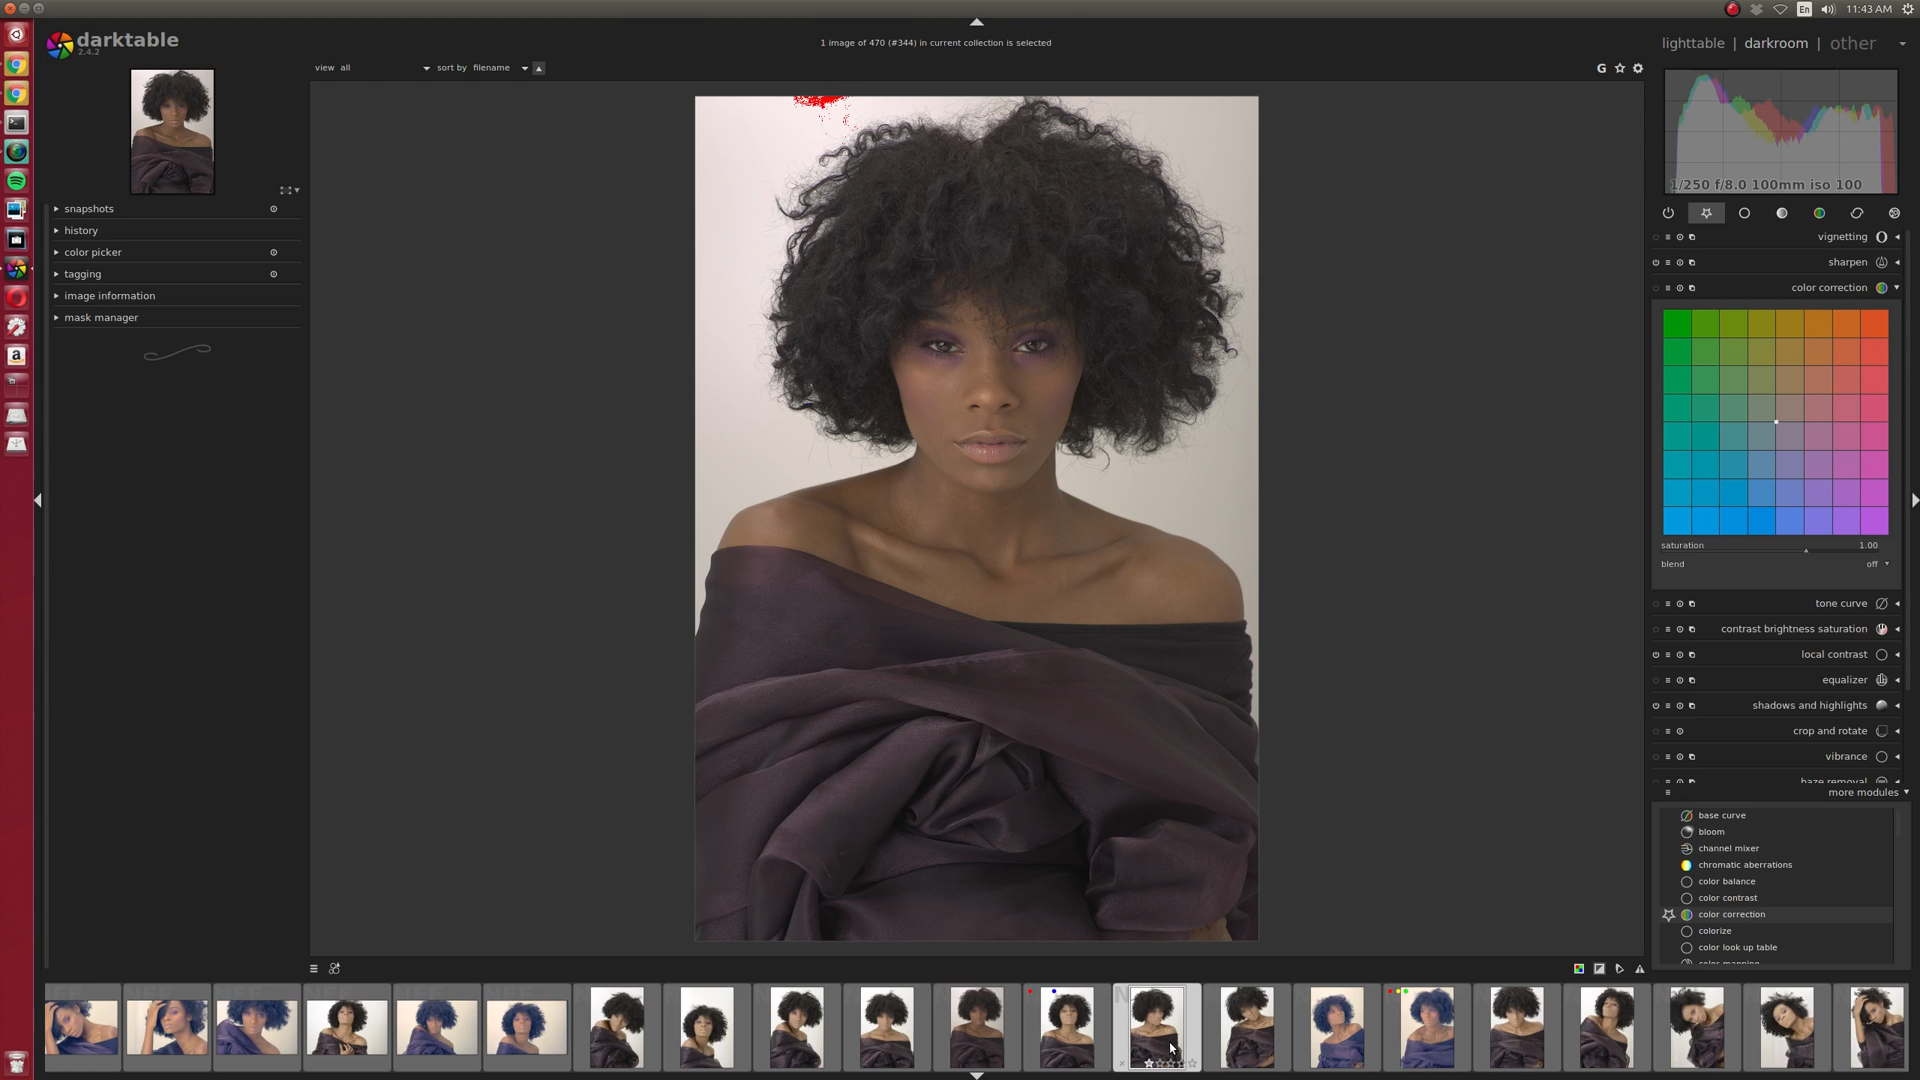 En
11:43 AM
darktable
2.4.2
1 image of 470 (#344) in current collection is selected
lighttable | darkroom | other
view all
sort by filename
G
1/250 f/8.0 100mm iso 100
snapshots
history
color picker
tagging
image information
mask manager
vignetting
sharpen
color correction
saturation 1.00
blend off
tone curve
contrast brightness saturation
local contrast
equalizer
shadows and highlights
crop and rotate
vibrance
haze removal
more modules
base curve
bloom
channel mixer
chromatic aberrations
color balance
color contrast
color correction
colorize
color look up table
color mapping